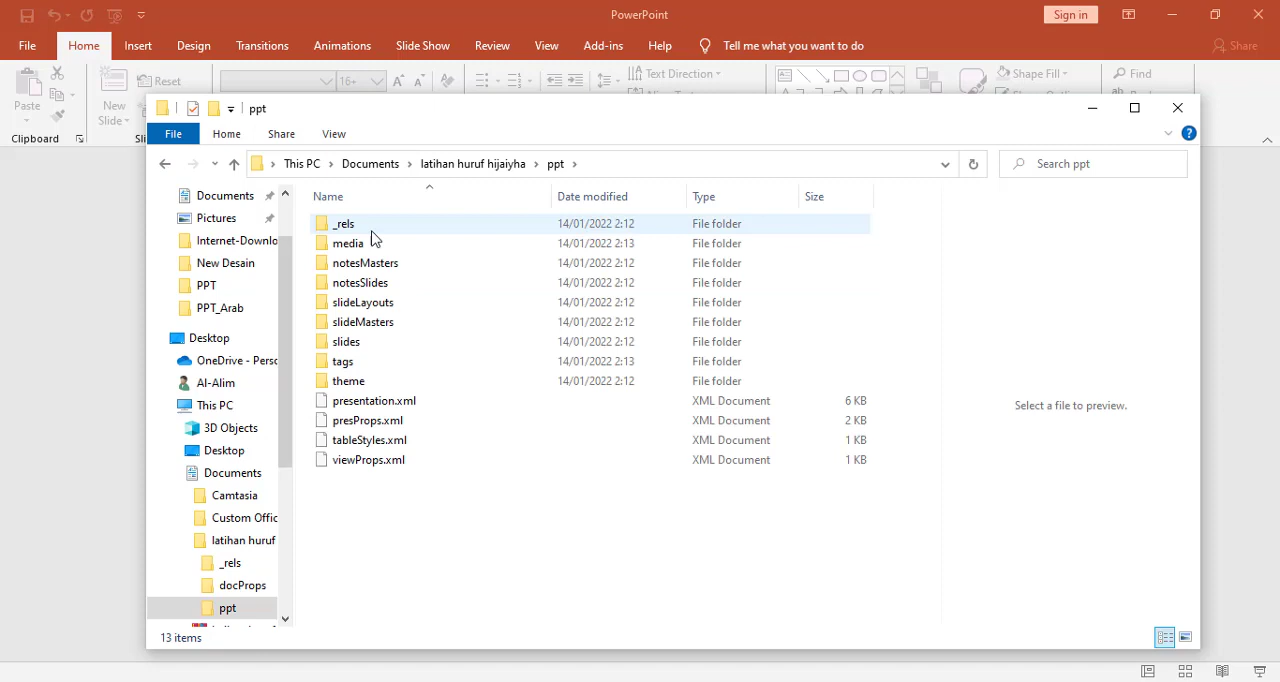 PowerPoint
Sign in
File Home Insert Design Transitions Animations Slide Show Review View Add-ins Help Tell me what you want to do Share
Paste
New
Slide
Reset
16+
Text Direction
Shape Fill
Find
Clipboard
ppt
File Home Share View
This PC > Documents > latihan huruf hijaiyha > ppt >
Search ppt
Documents
Pictures
Internet-Downlo
New Desain
PPT
PPT_Arab
Desktop
OneDrive - Perso
Al-Alim
This PC
3D Objects
Desktop
Documents
Camtasia
Custom Offic
latihan huruf
_rels
docProps
ppt
Name Date modified Type Size
_rels 14/01/2022 2:12 File folder
media 14/01/2022 2:13 File folder
notesMasters 14/01/2022 2:12 File folder
notesSlides 14/01/2022 2:12 File folder
slideLayouts 14/01/2022 2:12 File folder
slideMasters 14/01/2022 2:12 File folder
slides 14/01/2022 2:12 File folder
tags 14/01/2022 2:13 File folder
theme 14/01/2022 2:12 File folder
presentation.xml XML Document 6 KB
presProps.xml XML Document 2 KB
tableStyles.xml XML Document 1 KB
viewProps.xml XML Document 1 KB
Select a file to preview.
13 items